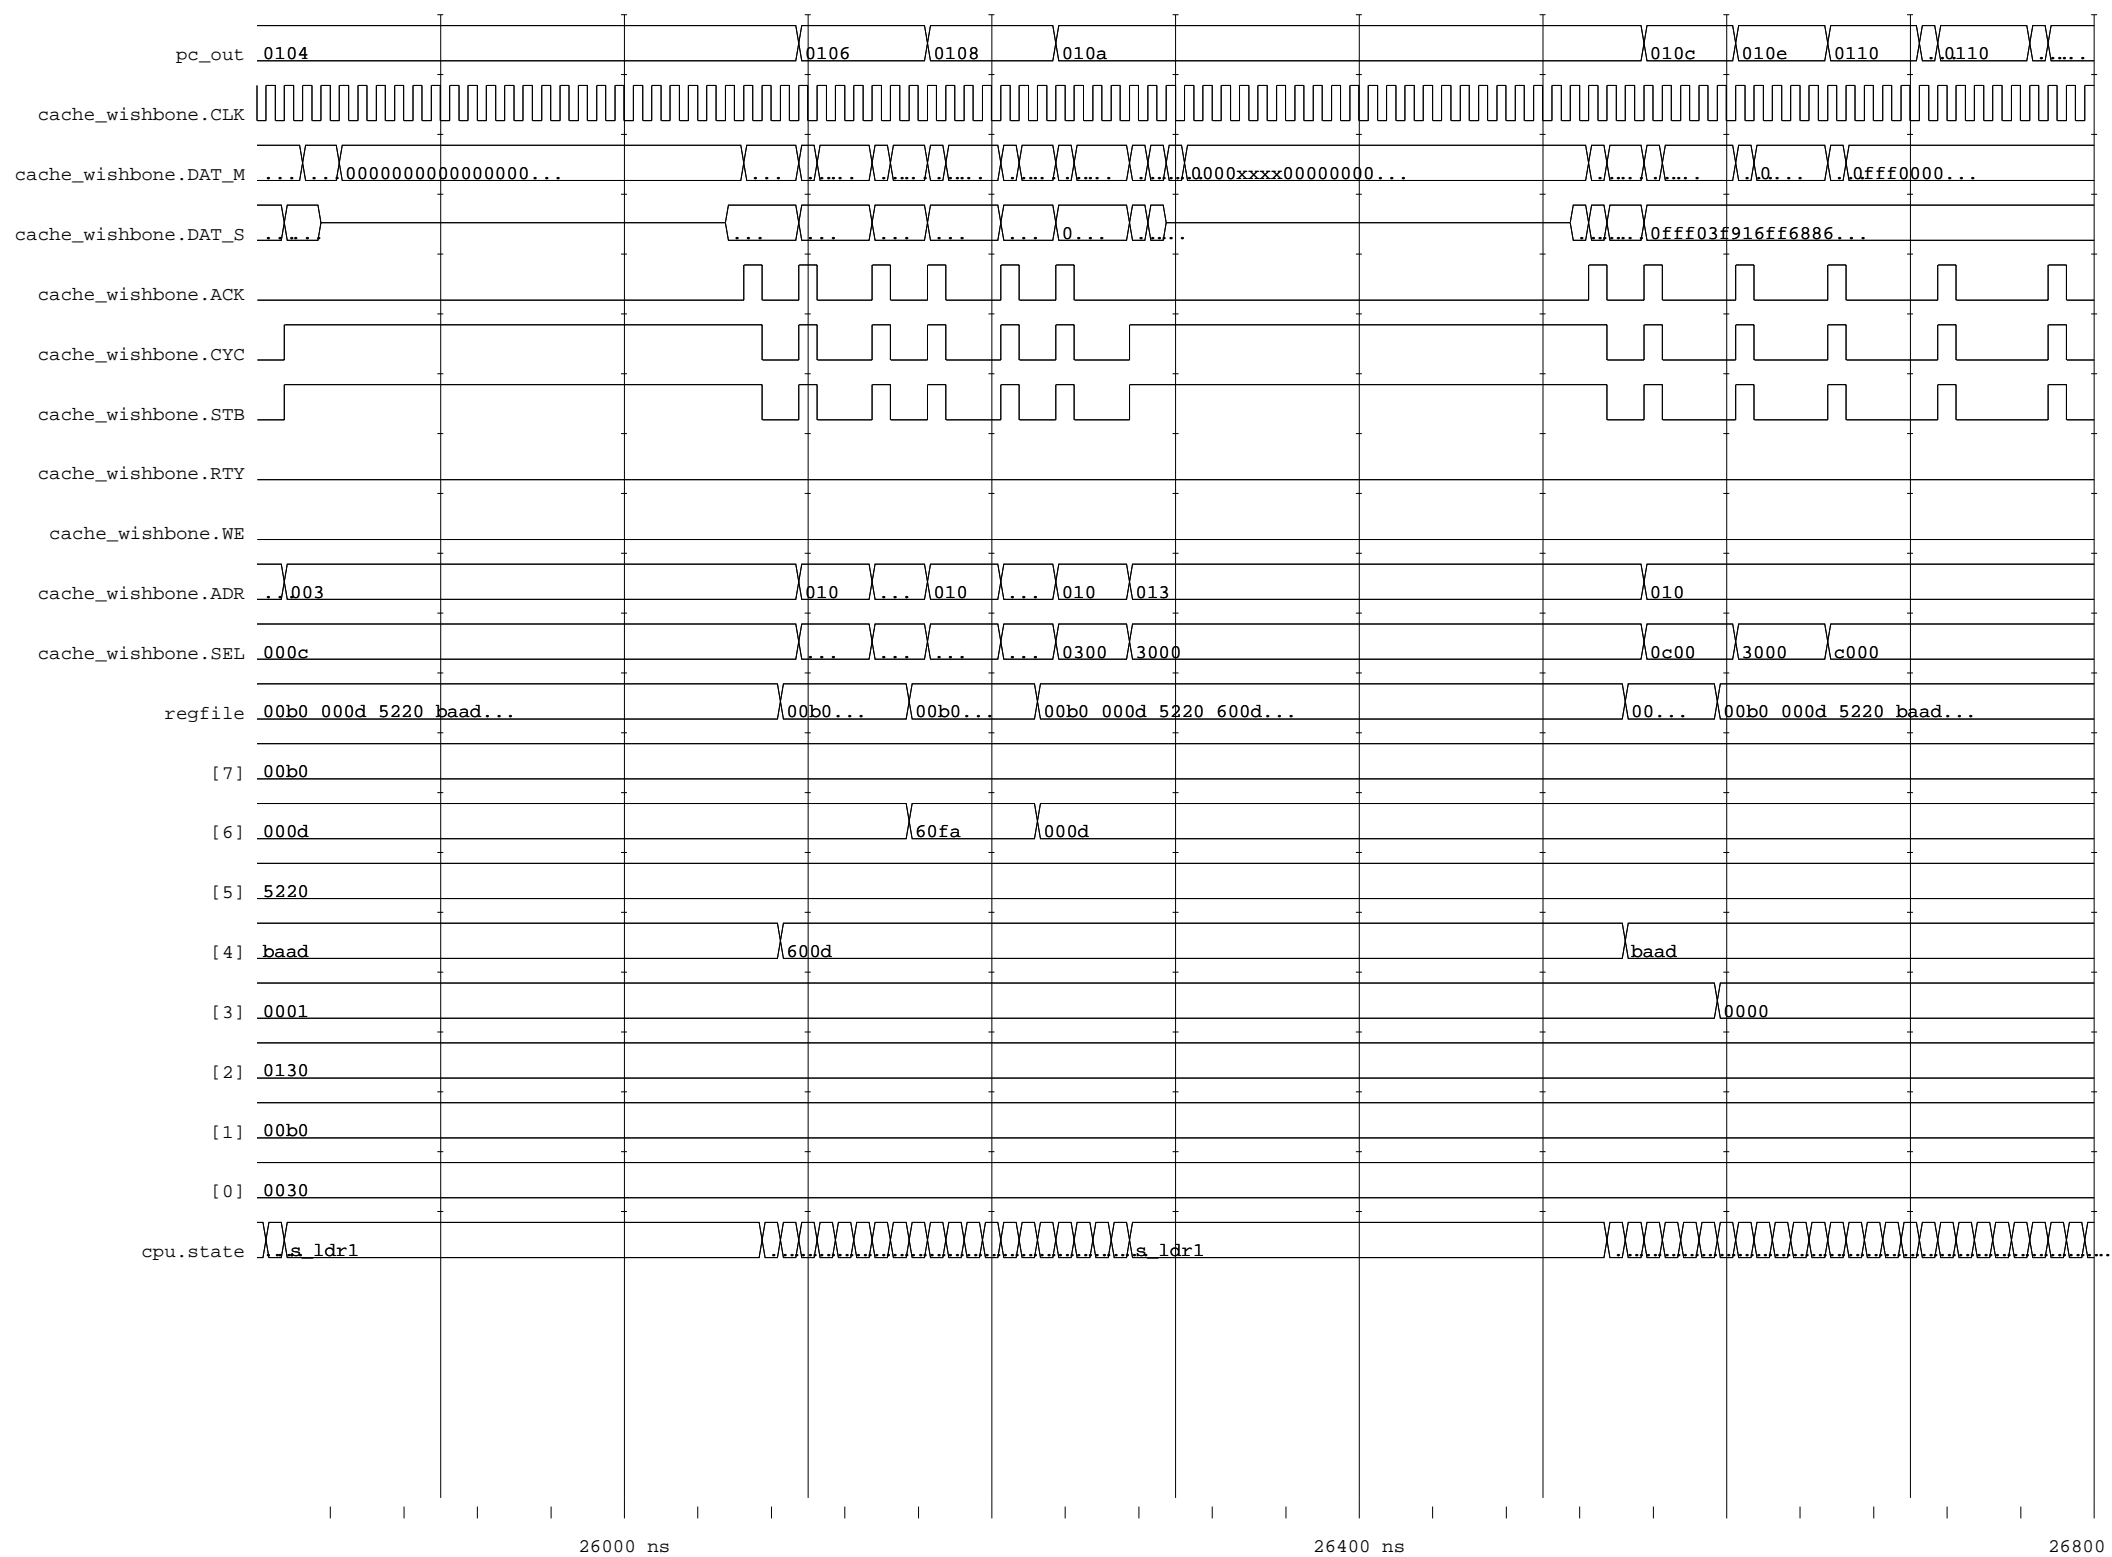 pc_out 0104 0106 0108 010a 010c 010e 0110 ... 0110 ... ...
cache_wishbone.CLK
cache_wishbone.DAT_M ... ... 0000000000000000... ... ... ... ... ... ... 0000xxxx00000000... ... ... 0... 0fff0000...
cache_wishbone.DAT_S ... ... ... ... ... ... ... 0... ... ... ... 0fff03f916ff6886...
cache_wishbone.ACK
cache_wishbone.CYC
cache_wishbone.STB
cache_wishbone.RTY
cache_wishbone.WE
cache_wishbone.ADR ... 003 010 ... 010 ... 010 013 010
cache_wishbone.SEL 000c ... ... ... ... 0300 3000 0c00 3000 c000
regfile 00b0 000d 5220 baad... 00b0... 00b0... 00b0 000d 5220 600d... 00... 00b0 000d 5220 baad...
[7] 00b0
[6] 000d 60fa 000d
[5] 5220
[4] baad 600d baad
[3] 0001 0000
[2] 0130
[1] 00b0
[0] 0030
cpu.state ... s_ldr1 ... s_ldr1 ...
26000 ns 26400 ns 26800